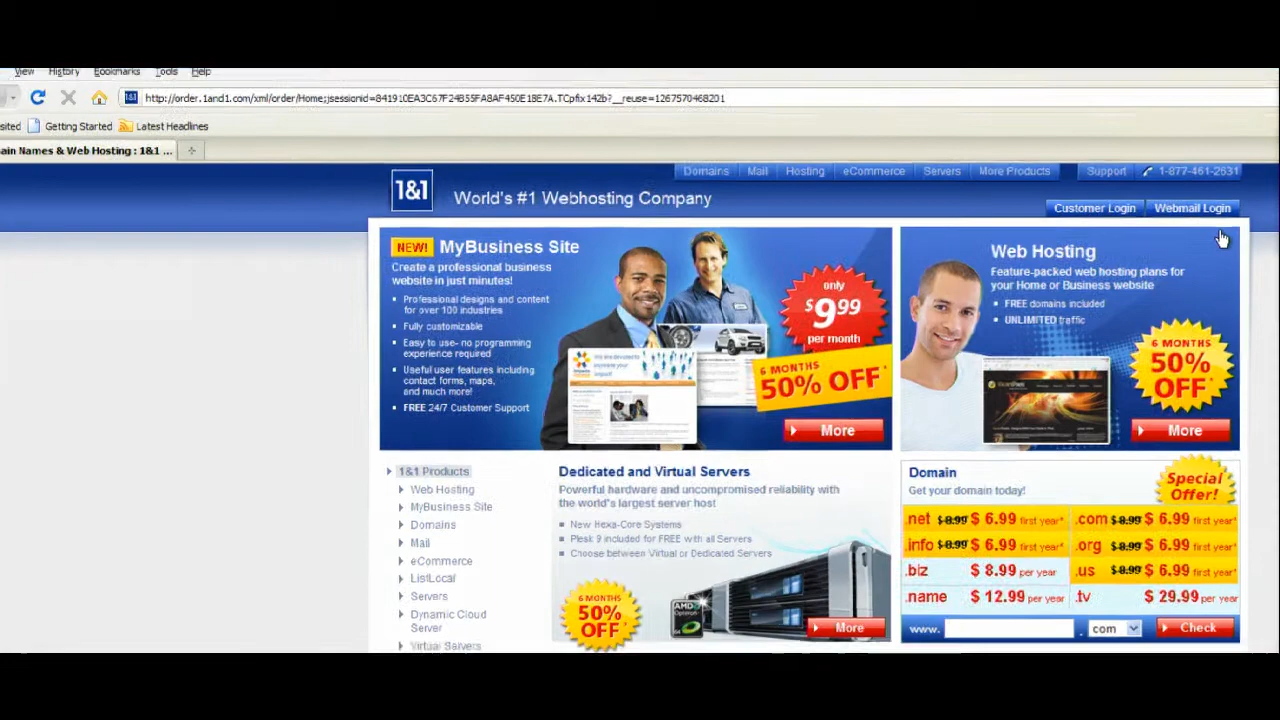 View History Bookmarks Tools Help
http://order.1and1.com/xml/order/Home;jsessionid=841910EA3C67F24B55FA8AF450E18E7A.TCpfix142b?__reuse=1267570468201
sited Getting Started Latest Headlines
ain Names & Web Hosting : 1&1 ...
Domains Mail Hosting eCommerce Servers More Products Support 1-877-461-2631
1&1 World's #1 Webhosting Company
Customer Login Webmail Login
NEW! MyBusiness Site
Create a professional business
website in just minutes!
Professional designs and content
for over 100 industries
Fully customizable
Easy to use- no programming
experience required
Useful user features including
contact forms, maps,
and much more!
FREE 24/7 Customer Support
only
$9.99
per month
6 MONTHS
50% OFF*
More
Web Hosting
Feature-packed web hosting plans for
your Home or Business website
FREE domains included
UNLIMITED traffic
6 MONTHS
50%
OFF*
More
1&1 Products
Web Hosting
MyBusiness Site
Domains
Mail
eCommerce
ListLocal
Servers
Dynamic Cloud
Server
Virtual Servers
Dedicated and Virtual Servers
Powerful hardware and uncompromised reliability with
the world's largest server host
New Hexa-Core Systems
Plesk 9 included for FREE with all Servers
Choose between Virtual or Dedicated Servers
6 MONTHS
50%
OFF*
AMD
Opteron
64
More
Domain
Get your domain today!
Special
Offer!
.net $8.99 $ 6.99 first year* .com $8.99 $ 6.99 first year*
.info $8.99 $ 6.99 first year* .org $8.99 $ 6.99 first year*
.biz $ 8.99 per year .us $8.99 $ 6.99 first year*
.name $ 12.99 per year .tv $ 29.99 per year
www. . com Check